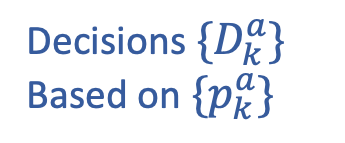 Decisions {D_k^a}
Based on {p_k^a}